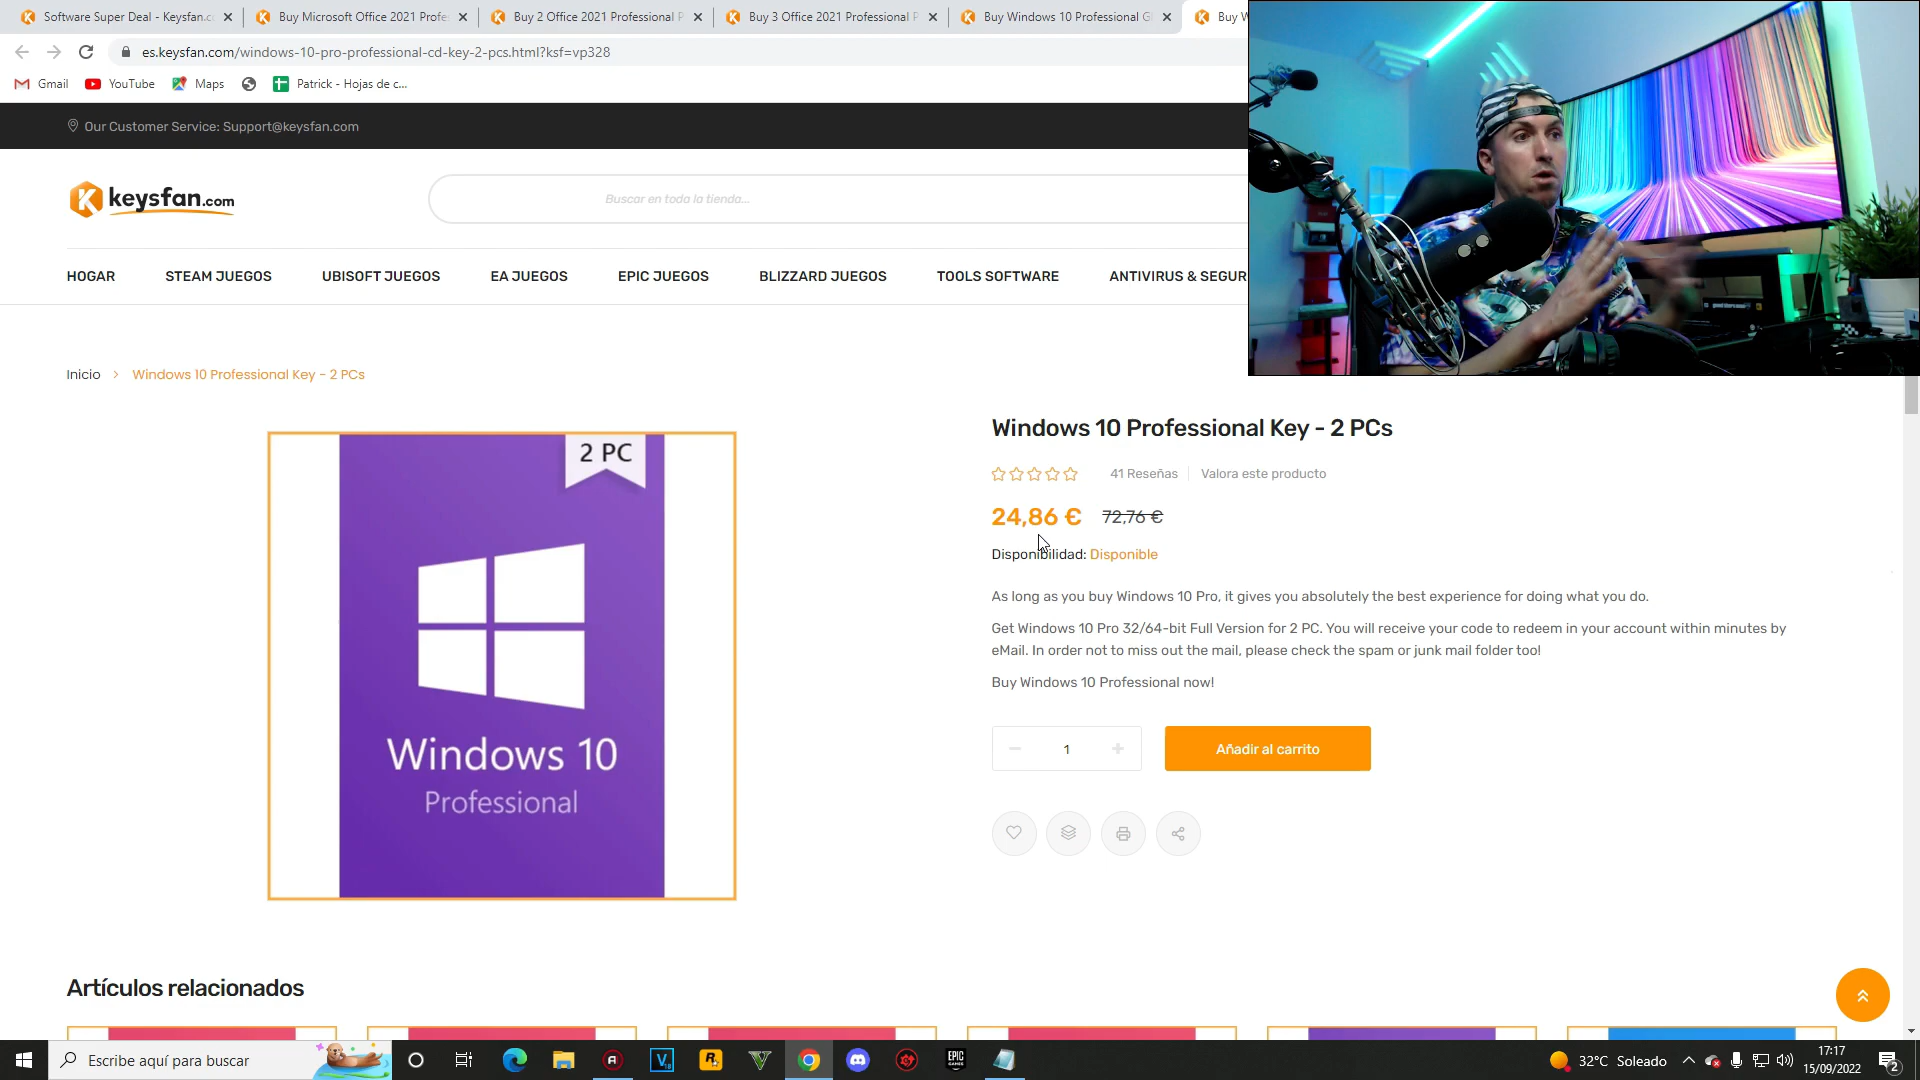 Software Super Deal - Keysfan.c
Buy Microsoft Office 2021 Profe
Buy 2 Office 2021 Professional P
Buy 3 Office 2021 Professional P
Buy Windows 10 Professional G
Buy W
es.keysfan.com/windows-10-pro-professional-cd-key-2-pcs.html?ksf=vp328
Gmail YouTube Maps Patrick - Hojas de c...
Our Customer Service: Support@keysfan.com
keysfan.com
Buscar en toda la tienda...
HOGAR STEAM JUEGOS UBISOFT JUEGOS EA JUEGOS EPIC JUEGOS BLIZZARD JUEGOS TOOLS SOFTWARE ANTIVIRUS & SEGUR
Inicio > Windows 10 Professional Key - 2 PCs
2 PC
Windows 10
Professional
Windows 10 Professional Key - 2 PCs
41 Reseñas Valora este producto
24,86 € 72,76 €
Disponibilidad: Disponible
As long as you buy Windows 10 Pro, it gives you absolutely the best experience for doing what you do.
Get Windows 10 Pro 32/64-bit Full Version for 2 PC. You will receive your code to redeem in your account within minutes by
eMail. In order not to miss out the mail, please check the spam or junk mail folder too!
Buy Windows 10 Professional now!
1
Añadir al carrito
Artículos relacionados
Escribe aquí para buscar
EPIC GAMES
32°C Soleado
17:17
15/09/2022
2